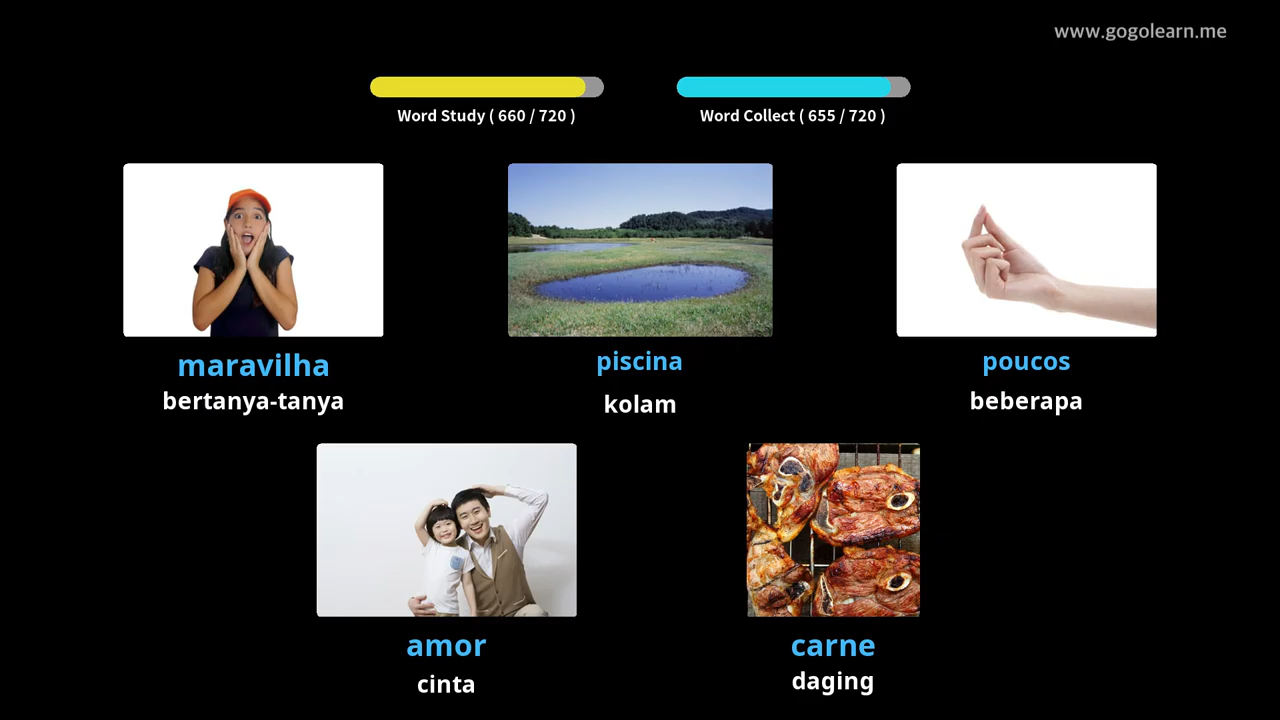 www.gogolearn.me
Word Study ( 660 / 720 )
Word Collect ( 655 / 720 )
maravilha
bertanya-tanya
piscina
kolam
poucos
beberapa
amor
cinta
carne
daging